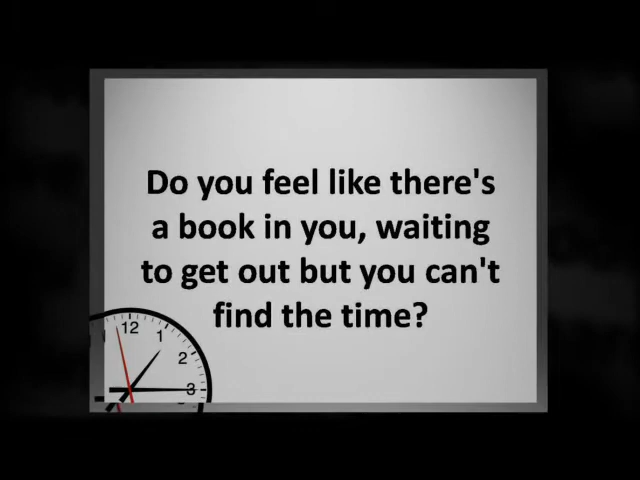 Do you feel like there's
a book in you, waiting
to get out but you can't
find the time?
12
1
2
3